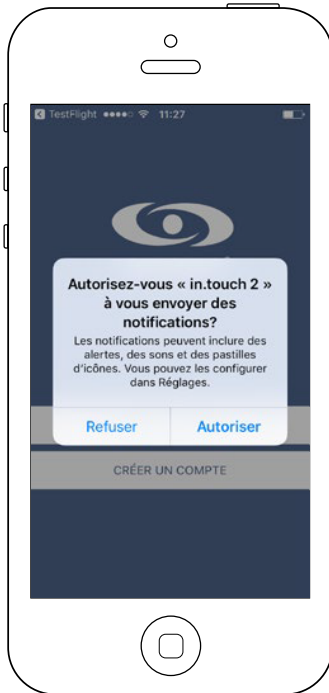 TestFlight 11:27
Autorisez-vous « in.touch 2 »
à vous envoyer des
notifications?
Les notifications peuvent inclure des
alertes, des sons et des pastilles
d'icônes. Vous pouvez les configurer
dans Réglages.
Refuser Autoriser
CRÉER UN COMPTE